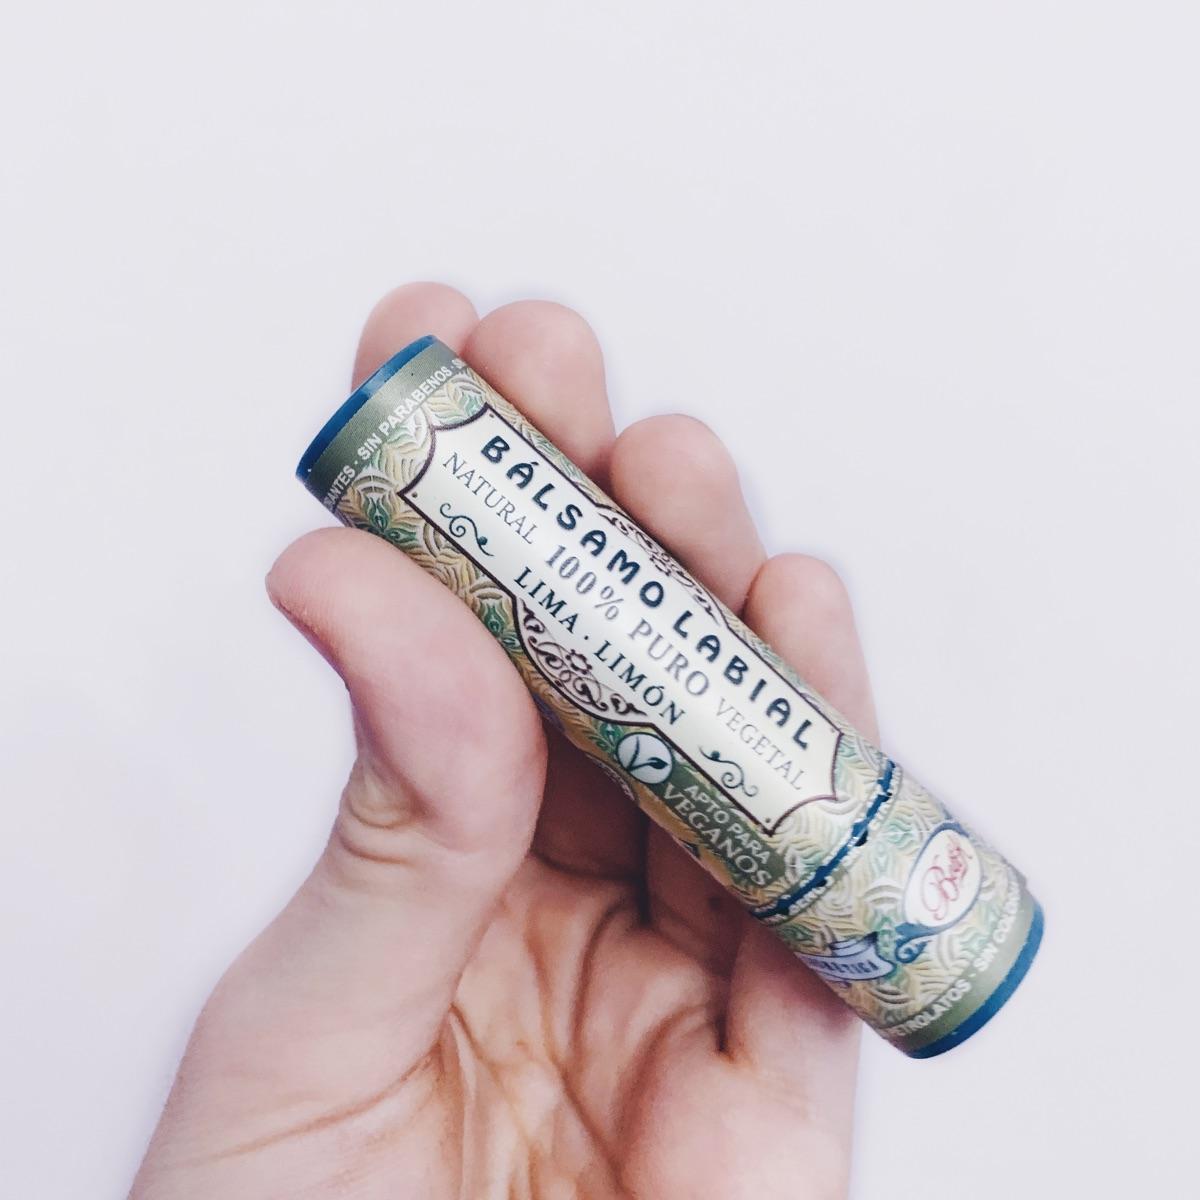 SIN PARABENOS
BÁLSAMO LABIAL
NATURAL 100% PURO VEGETAL
LIMA · LIMÓN
APTO PARA
VEGANOS